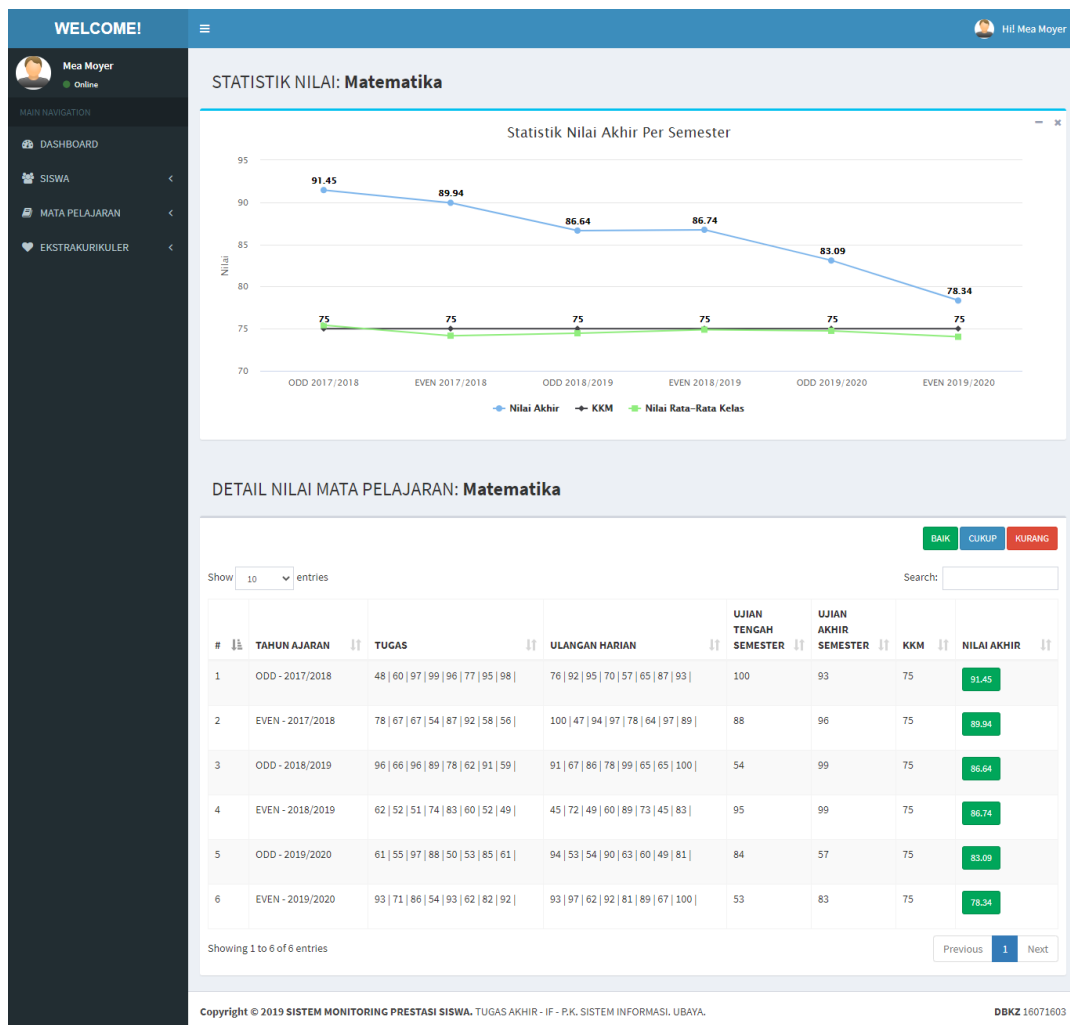 WELCOME!
Hi! Mea Moyer
Mea Moyer
Online
MAIN NAVIGATION
DASHBOARD
SISWA
MATA PELAJARAN
EKSTRAKURIKULER
STATISTIK NILAI: Matematika
Statistik Nilai Akhir Per Semester
Nilai
95
90
85
80
75
70
91.45
89.94
86.64
86.74
83.09
78.34
75 75 75 75 75 75
ODD 2017/2018 EVEN 2017/2018 ODD 2018/2019 EVEN 2018/2019 ODD 2019/2020 EVEN 2019/2020
Nilai Akhir KKM Nilai Rata-Rata Kelas
DETAIL NILAI MATA PELAJARAN: Matematika
BAIK CUKUP KURANG
Show 10 entries Search:
# TAHUN AJARAN TUGAS ULANGAN HARIAN UJIAN TENGAH SEMESTER UJIAN AKHIR SEMESTER KKM NILAI AKHIR
1 ODD - 2017/2018 48 | 60 | 97 | 99 | 96 | 77 | 95 | 98 | 76 | 92 | 95 | 70 | 57 | 65 | 87 | 93 | 100 93 75 91.45
2 EVEN - 2017/2018 78 | 67 | 67 | 54 | 87 | 92 | 58 | 56 | 100 | 47 | 94 | 97 | 78 | 64 | 97 | 89 | 88 96 75 89.94
3 ODD - 2018/2019 96 | 66 | 96 | 89 | 78 | 62 | 91 | 59 | 91 | 67 | 86 | 78 | 99 | 65 | 65 | 100 | 54 99 75 86.64
4 EVEN - 2018/2019 62 | 52 | 51 | 74 | 83 | 60 | 52 | 49 | 45 | 72 | 49 | 60 | 89 | 73 | 45 | 83 | 95 99 75 86.74
5 ODD - 2019/2020 61 | 55 | 97 | 88 | 50 | 53 | 85 | 61 | 94 | 53 | 54 | 90 | 63 | 60 | 49 | 81 | 84 57 75 83.09
6 EVEN - 2019/2020 93 | 71 | 86 | 54 | 93 | 62 | 82 | 92 | 93 | 97 | 62 | 92 | 81 | 89 | 67 | 100 | 53 83 75 78.34
Showing 1 to 6 of 6 entries
Previous 1 Next
Copyright © 2019 SISTEM MONITORING PRESTASI SISWA. TUGAS AKHIR - IF - P.K. SISTEM INFORMASI. UBAYA.
DBKZ 16071603